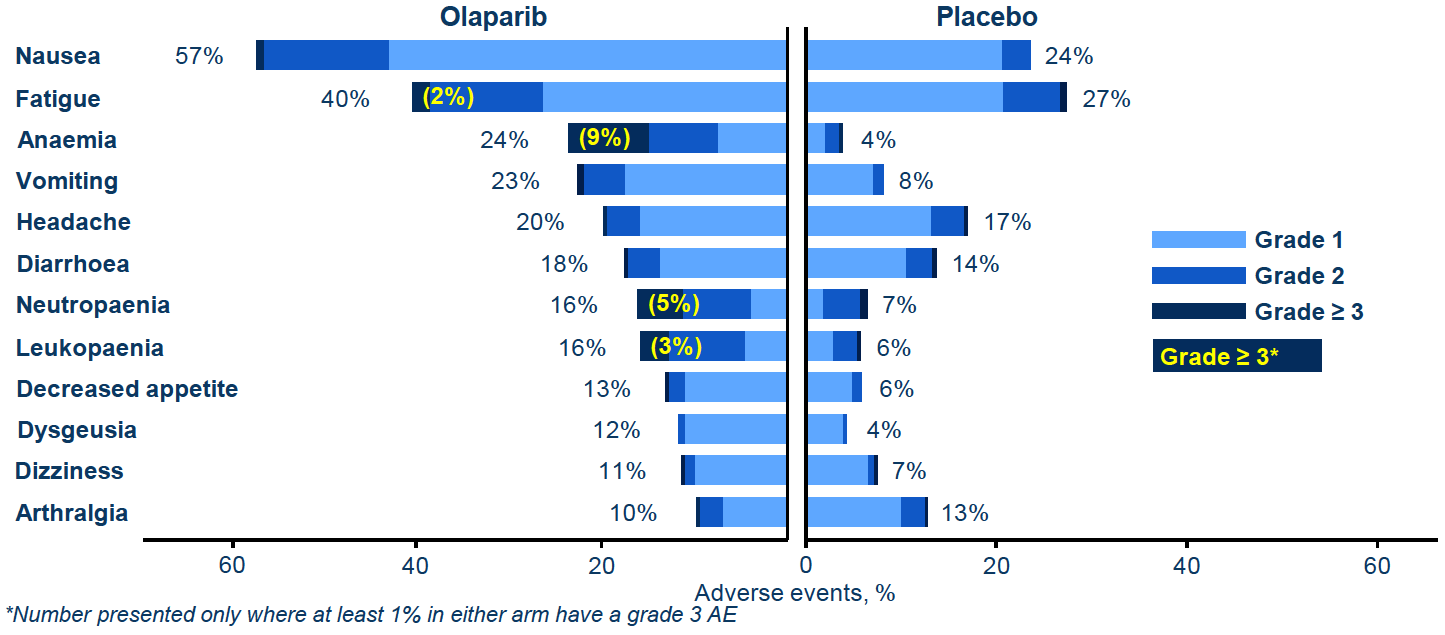 Olaparib Placebo
Nausea 57% 24%
Fatigue 40% (2%) 27%
Anaemia 24% (9%) 4%
Vomiting 23% 8%
Headache 20% 17%
Diarrhoea 18% 14%
Neutropaenia 16% (5%) 7%
Leukopaenia 16% (3%) 6%
Decreased appetite 13% 6%
Dysgeusia 12% 4%
Dizziness 11% 7%
Arthralgia 10% 13%
Grade 1
Grade 2
Grade ≥ 3
Grade ≥ 3*
60 40 20 0 20 40 60
Adverse events, %
*Number presented only where at least 1% in either arm have a grade 3 AE